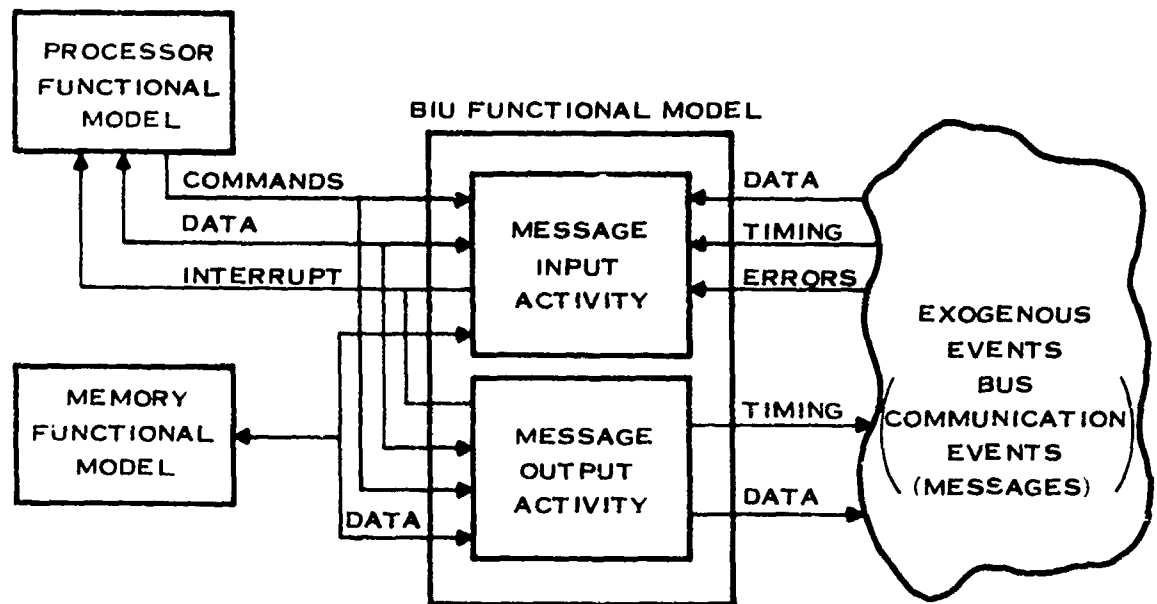 PROCESSOR
FUNCTIONAL
MODEL
BIU FUNCTIONAL MODEL
COMMANDS
DATA
INTERRUPT
MESSAGE
INPUT
ACTIVITY
DATA
TIMING
ERRORS
EXOGENOUS
EVENTS
BUS
COMMUNICATION
EVENTS
(MESSAGES)
MEMORY
FUNCTIONAL
MODEL
DATA
MESSAGE
OUTPUT
ACTIVITY
TIMING
DATA